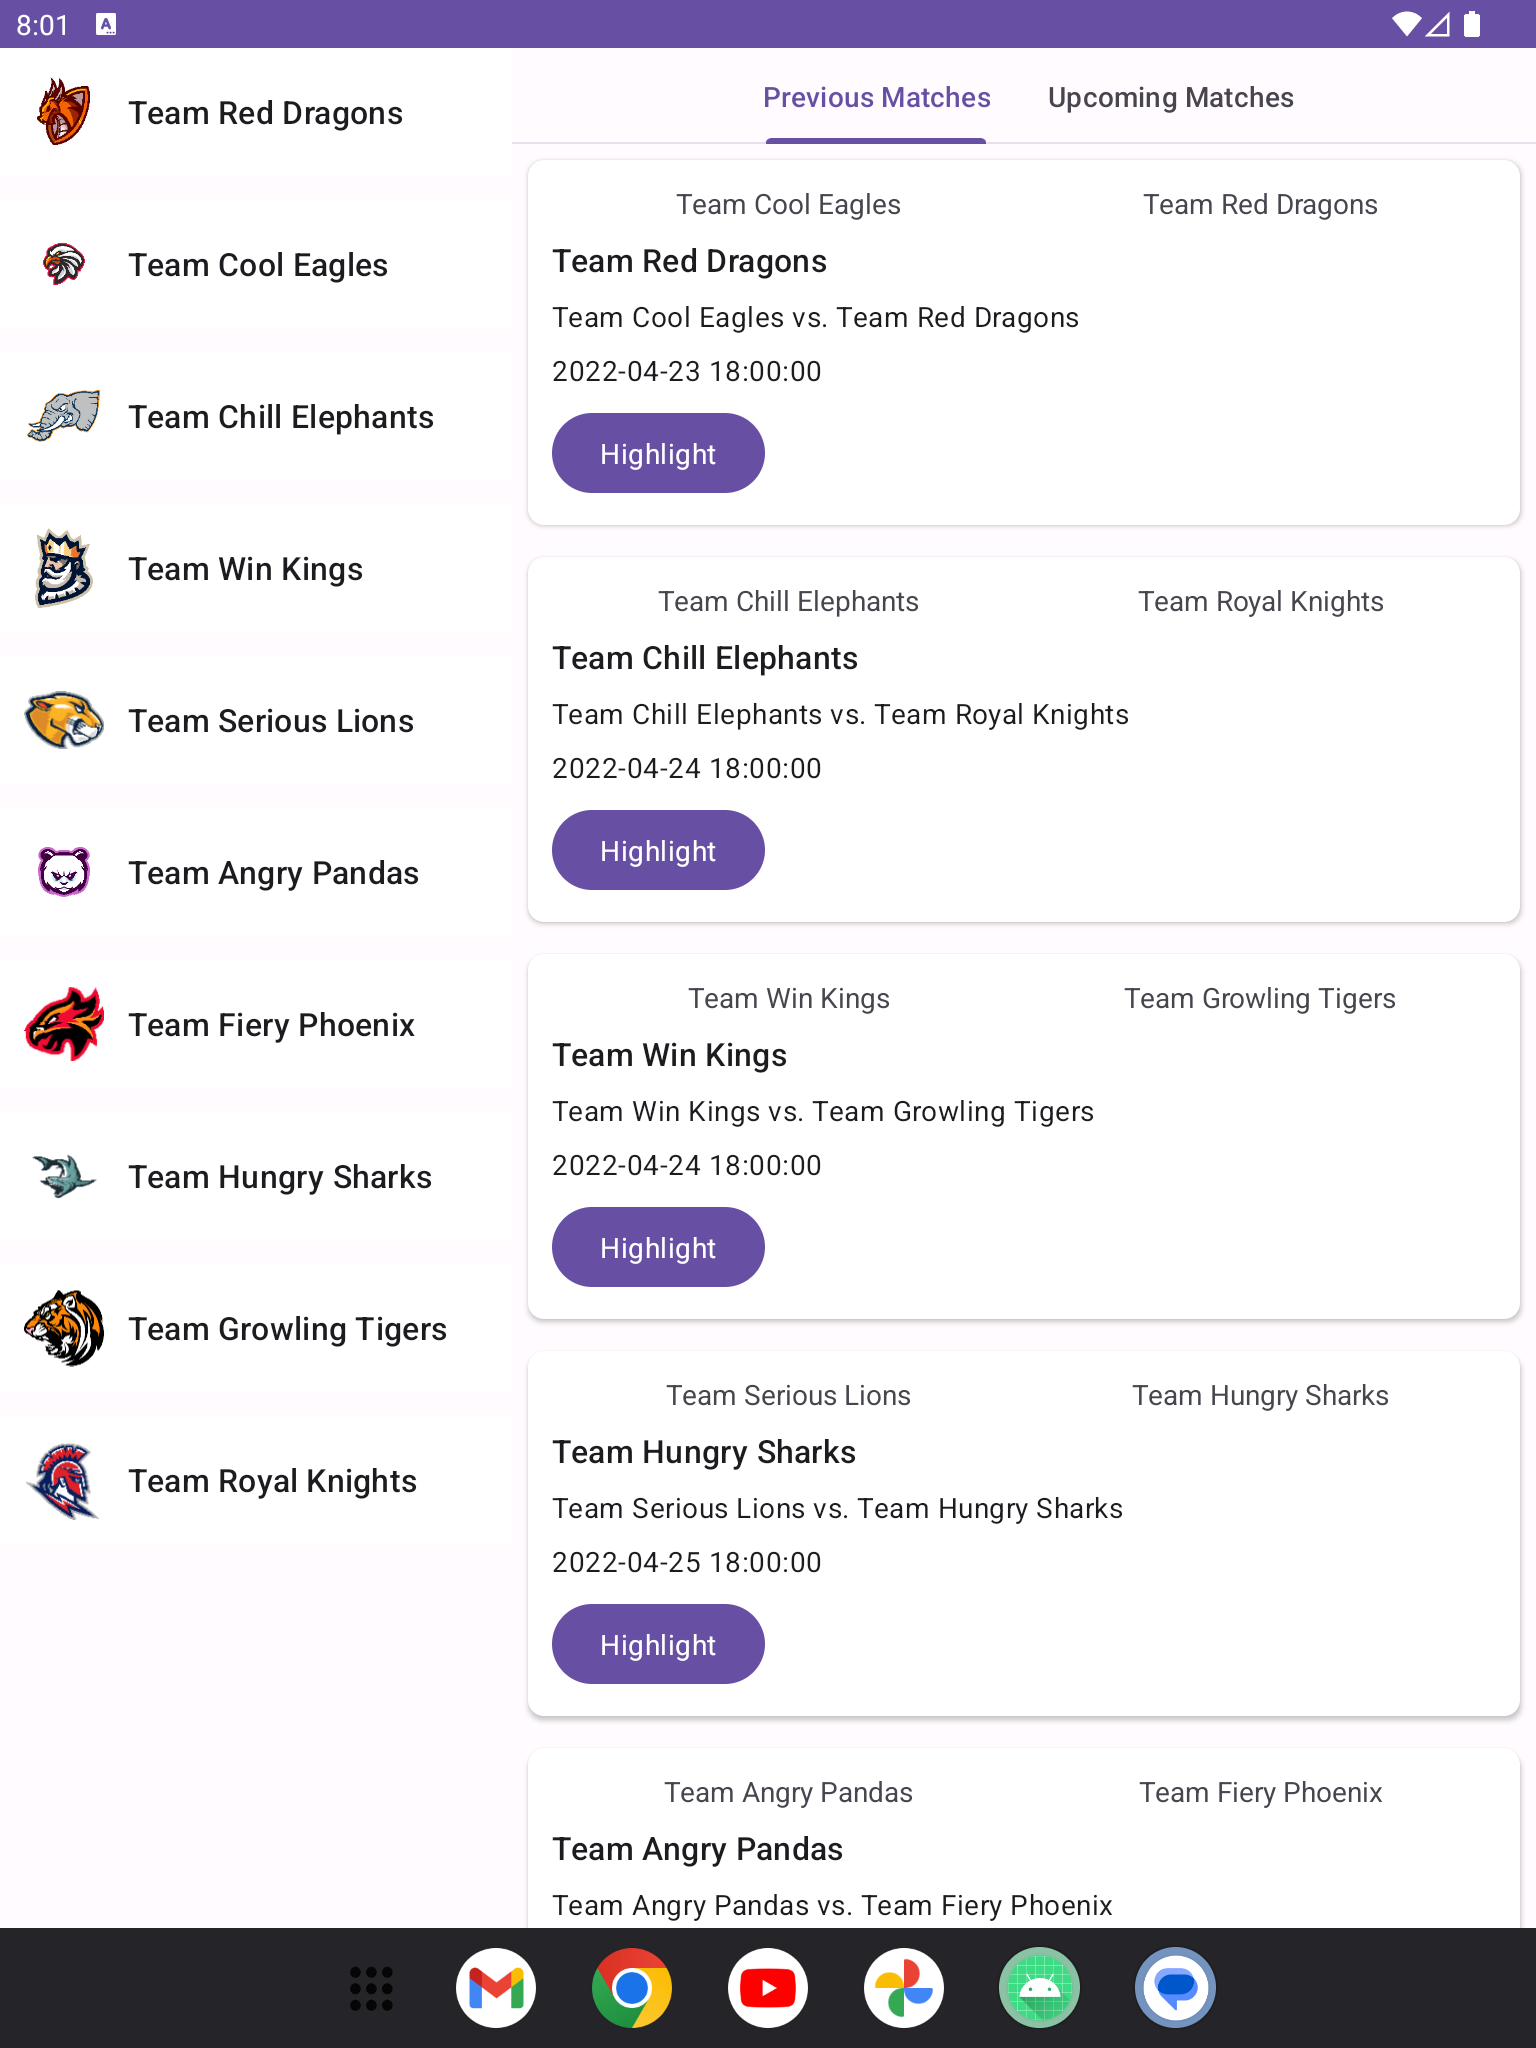 8:01
Team Red Dragons
Team Cool Eagles
Team Chill Elephants
Team Win Kings
Team Serious Lions
Team Angry Pandas
Team Fiery Phoenix
Team Hungry Sharks
Team Growling Tigers
Team Royal Knights
Previous Matches Upcoming Matches
Team Cool Eagles Team Red Dragons
Team Red Dragons
Team Cool Eagles vs. Team Red Dragons
2022-04-23 18:00:00
Highlight
Team Chill Elephants Team Royal Knights
Team Chill Elephants
Team Chill Elephants vs. Team Royal Knights
2022-04-24 18:00:00
Highlight
Team Win Kings Team Growling Tigers
Team Win Kings
Team Win Kings vs. Team Growling Tigers
2022-04-24 18:00:00
Highlight
Team Serious Lions Team Hungry Sharks
Team Hungry Sharks
Team Serious Lions vs. Team Hungry Sharks
2022-04-25 18:00:00
Highlight
Team Angry Pandas Team Fiery Phoenix
Team Angry Pandas
Team Angry Pandas vs. Team Fiery Phoenix